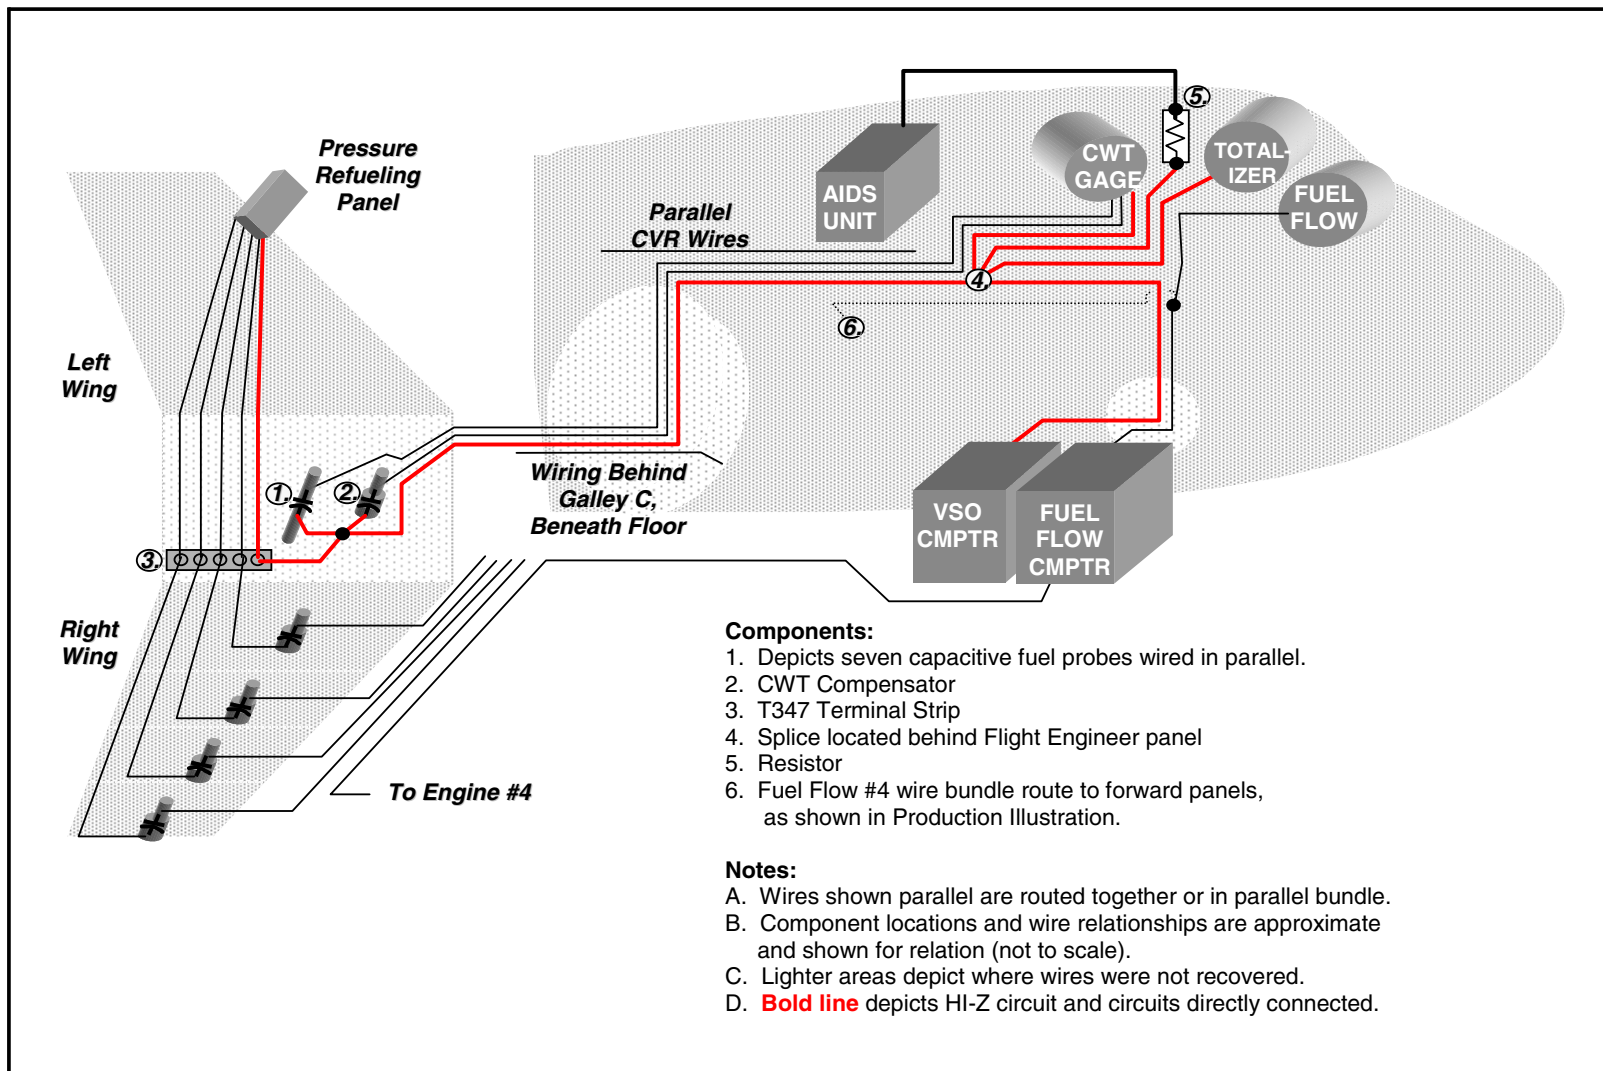 Pressure
Refueling
Panel
Left
Wing
Right
Wing
1.
2.
3.
To Engine #4
Parallel
CVR Wires
Wiring Behind
Galley C,
Beneath Floor
AIDS
UNIT
CWT
GAGE
5.
TOTAL-
IZER
FUEL
FLOW
4.
6.
VSO
CMPTR
FUEL
FLOW
CMPTR
Components:
1. Depicts seven capacitive fuel probes wired in parallel.
2. CWT Compensator
3. T347 Terminal Strip
4. Splice located behind Flight Engineer panel
5. Resistor
6. Fuel Flow #4 wire bundle route to forward panels,
as shown in Production Illustration.
Notes:
A. Wires shown parallel are routed together or in parallel bundle.
B. Component locations and wire relationships are approximate
and shown for relation (not to scale).
C. Lighter areas depict where wires were not recovered.
D. Bold line depicts HI-Z circuit and circuits directly connected.